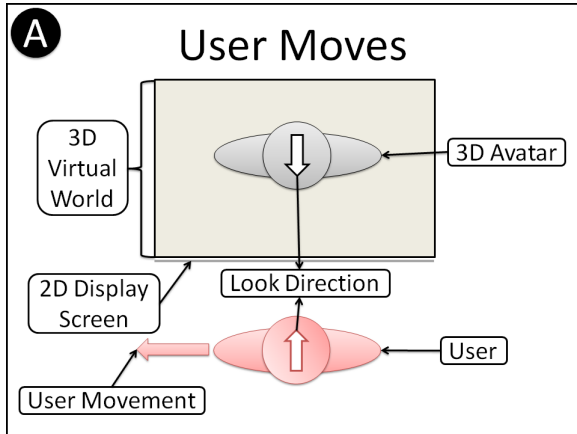 A
User Moves
3D
Virtual
World
3D Avatar
2D Display
Screen
Look Direction
User
User Movement